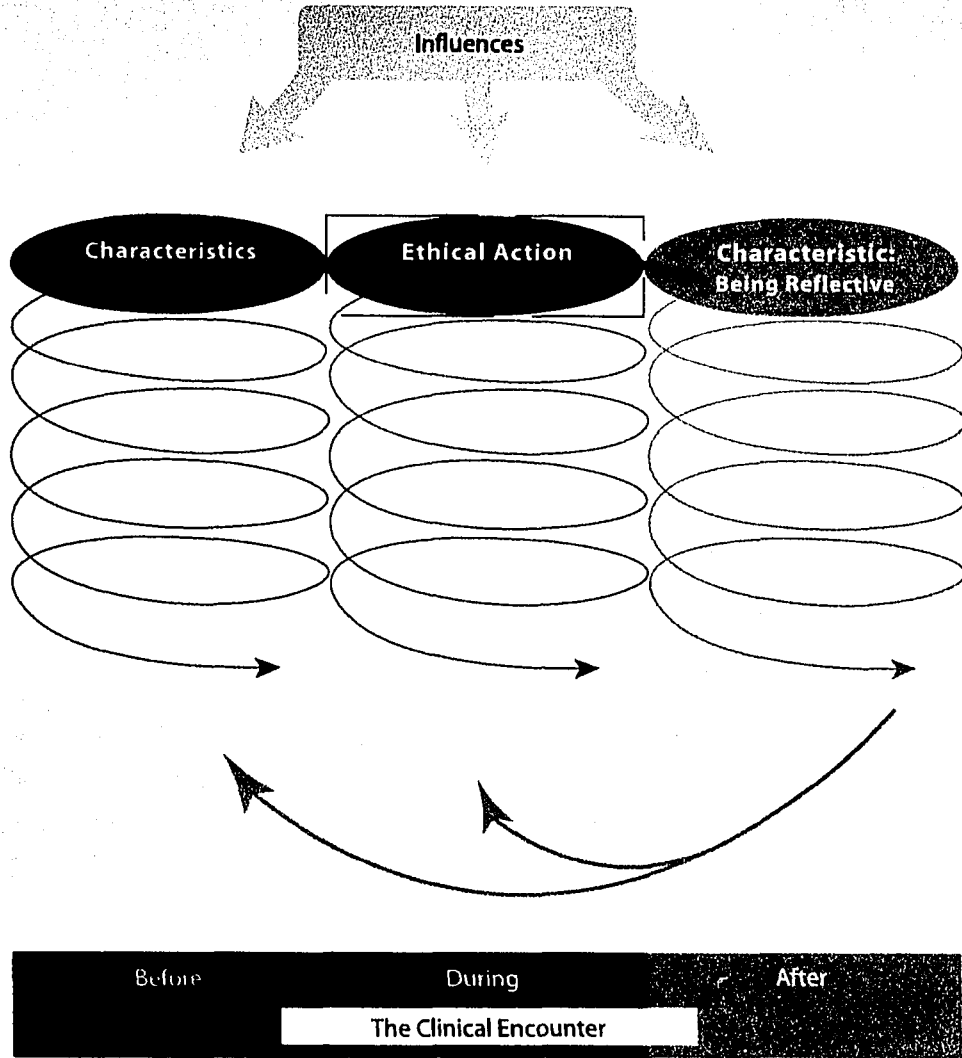 Influences
Characteristics
Ethical Action
Characteristic:
Being Reflective
Before
During
After
The Clinical Encounter